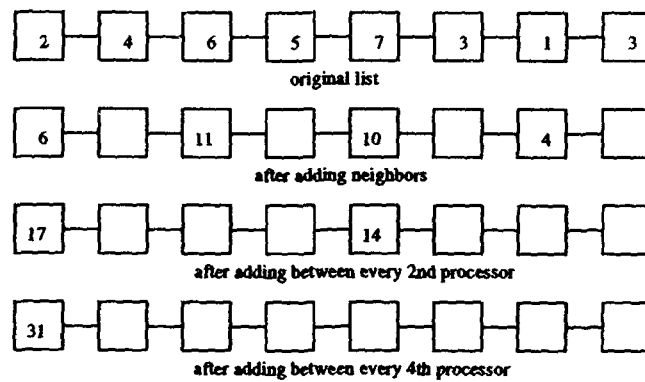 2 4 6 5 7 3 1 3
original list
6 11 10 4
after adding neighbors
17 14
after adding between every 2nd processor
31
after adding between every 4th processor